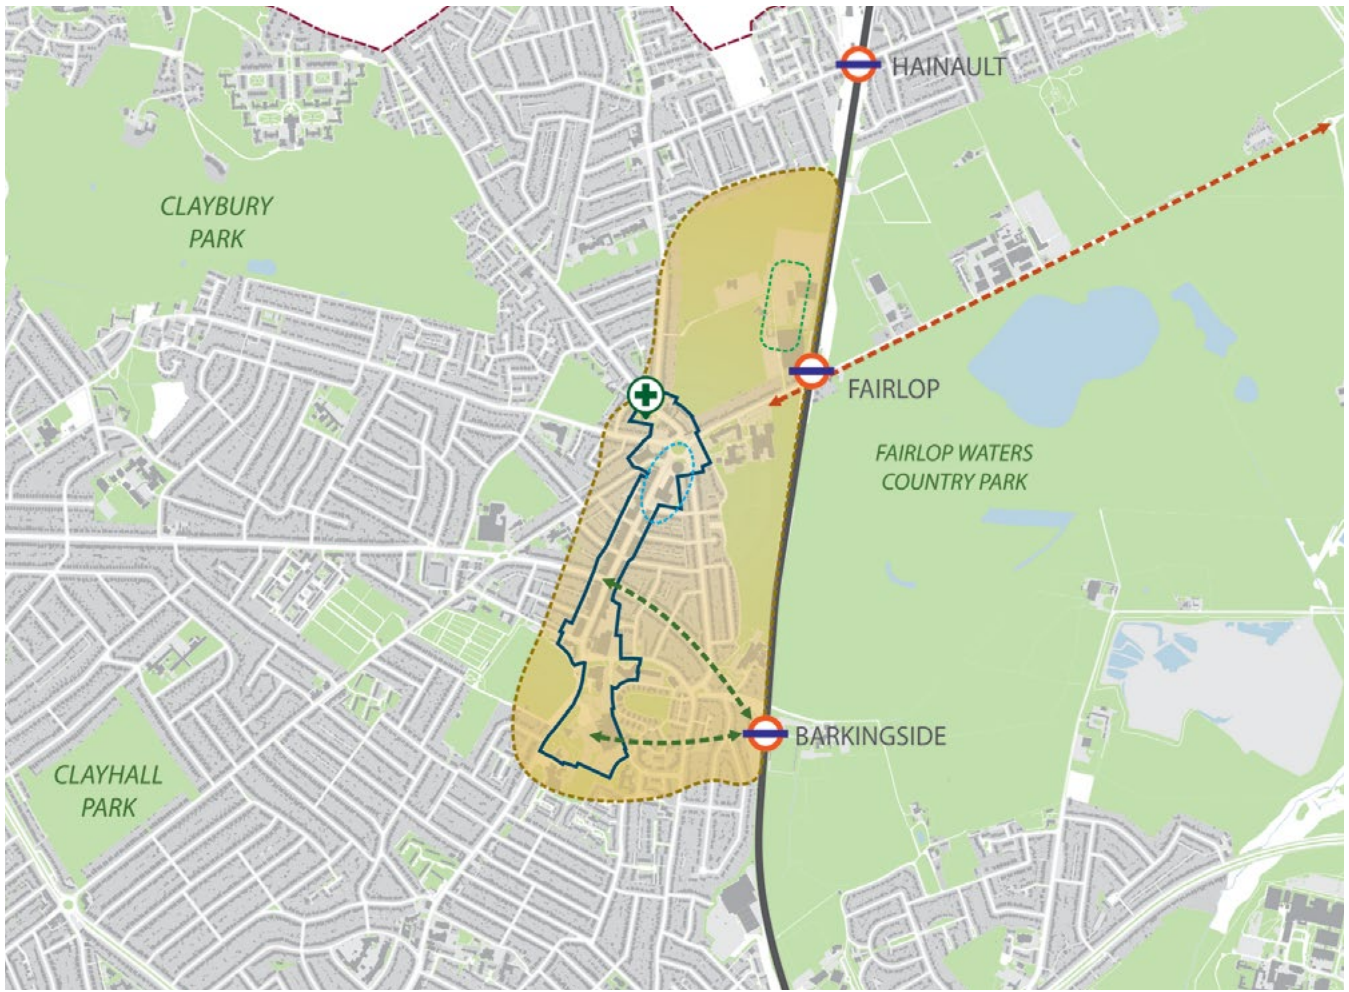 HAINAULT
CLAYBURY
PARK
FAIRLOP
FAIRLOP WATERS
COUNTRY PARK
BARKINGSIDE
CLAYHALL
PARK